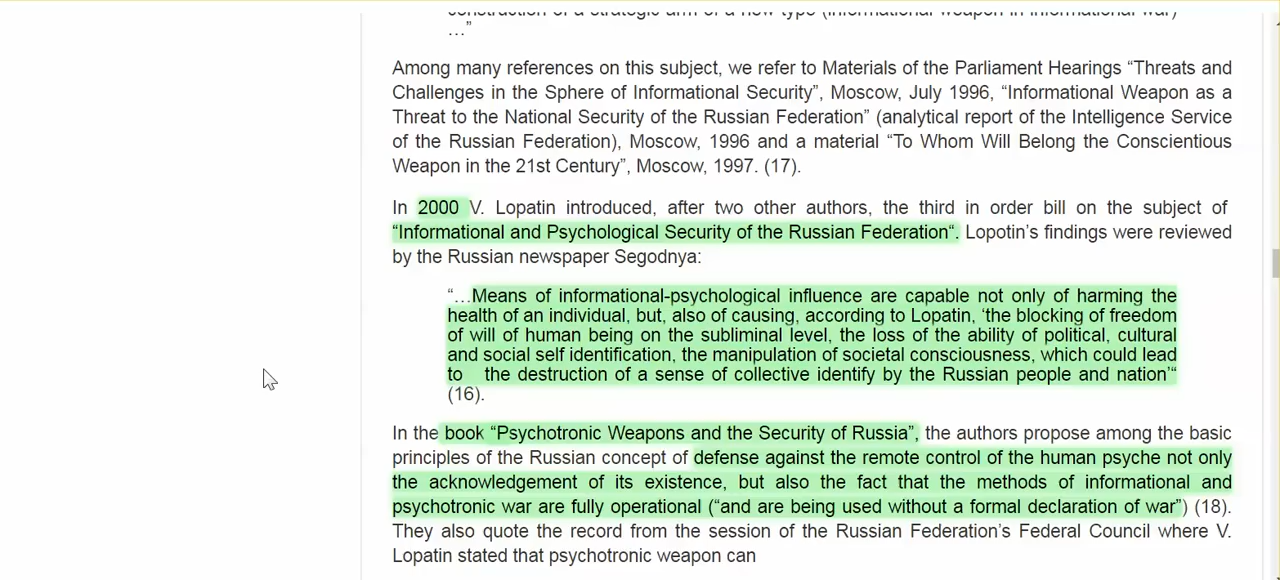 construction of a strategic arm of a new type (informational weapon in informational war)
…”
Among many references on this subject, we refer to Materials of the Parliament Hearings “Threats and
Challenges in the Sphere of Informational Security”, Moscow, July 1996, “Informational Weapon as a
Threat to the National Security of the Russian Federation” (analytical report of the Intelligence Service
of the Russian Federation), Moscow, 1996 and a material “To Whom Will Belong the Conscientious
Weapon in the 21st Century”, Moscow, 1997. (17).
In 2000 V. Lopatin introduced, after two other authors, the third in order bill on the subject of
“Informational and Psychological Security of the Russian Federation“. Lopotin’s findings were reviewed
by the Russian newspaper Segodnya:
“…Means of informational-psychological influence are capable not only of harming the
health of an individual, but, also of causing, according to Lopatin, ‘the blocking of freedom
of will of human being on the subliminal level, the loss of the ability of political, cultural
and social self identification, the manipulation of societal consciousness, which could lead
to the destruction of a sense of collective identify by the Russian people and nation’“
(16).
In the book “Psychotronic Weapons and the Security of Russia”, the authors propose among the basic
principles of the Russian concept of defense against the remote control of the human psyche not only
the acknowledgement of its existence, but also the fact that the methods of informational and
psychotronic war are fully operational (“and are being used without a formal declaration of war”) (18).
They also quote the record from the session of the Russian Federation’s Federal Council where V.
Lopatin stated that psychotronic weapon can